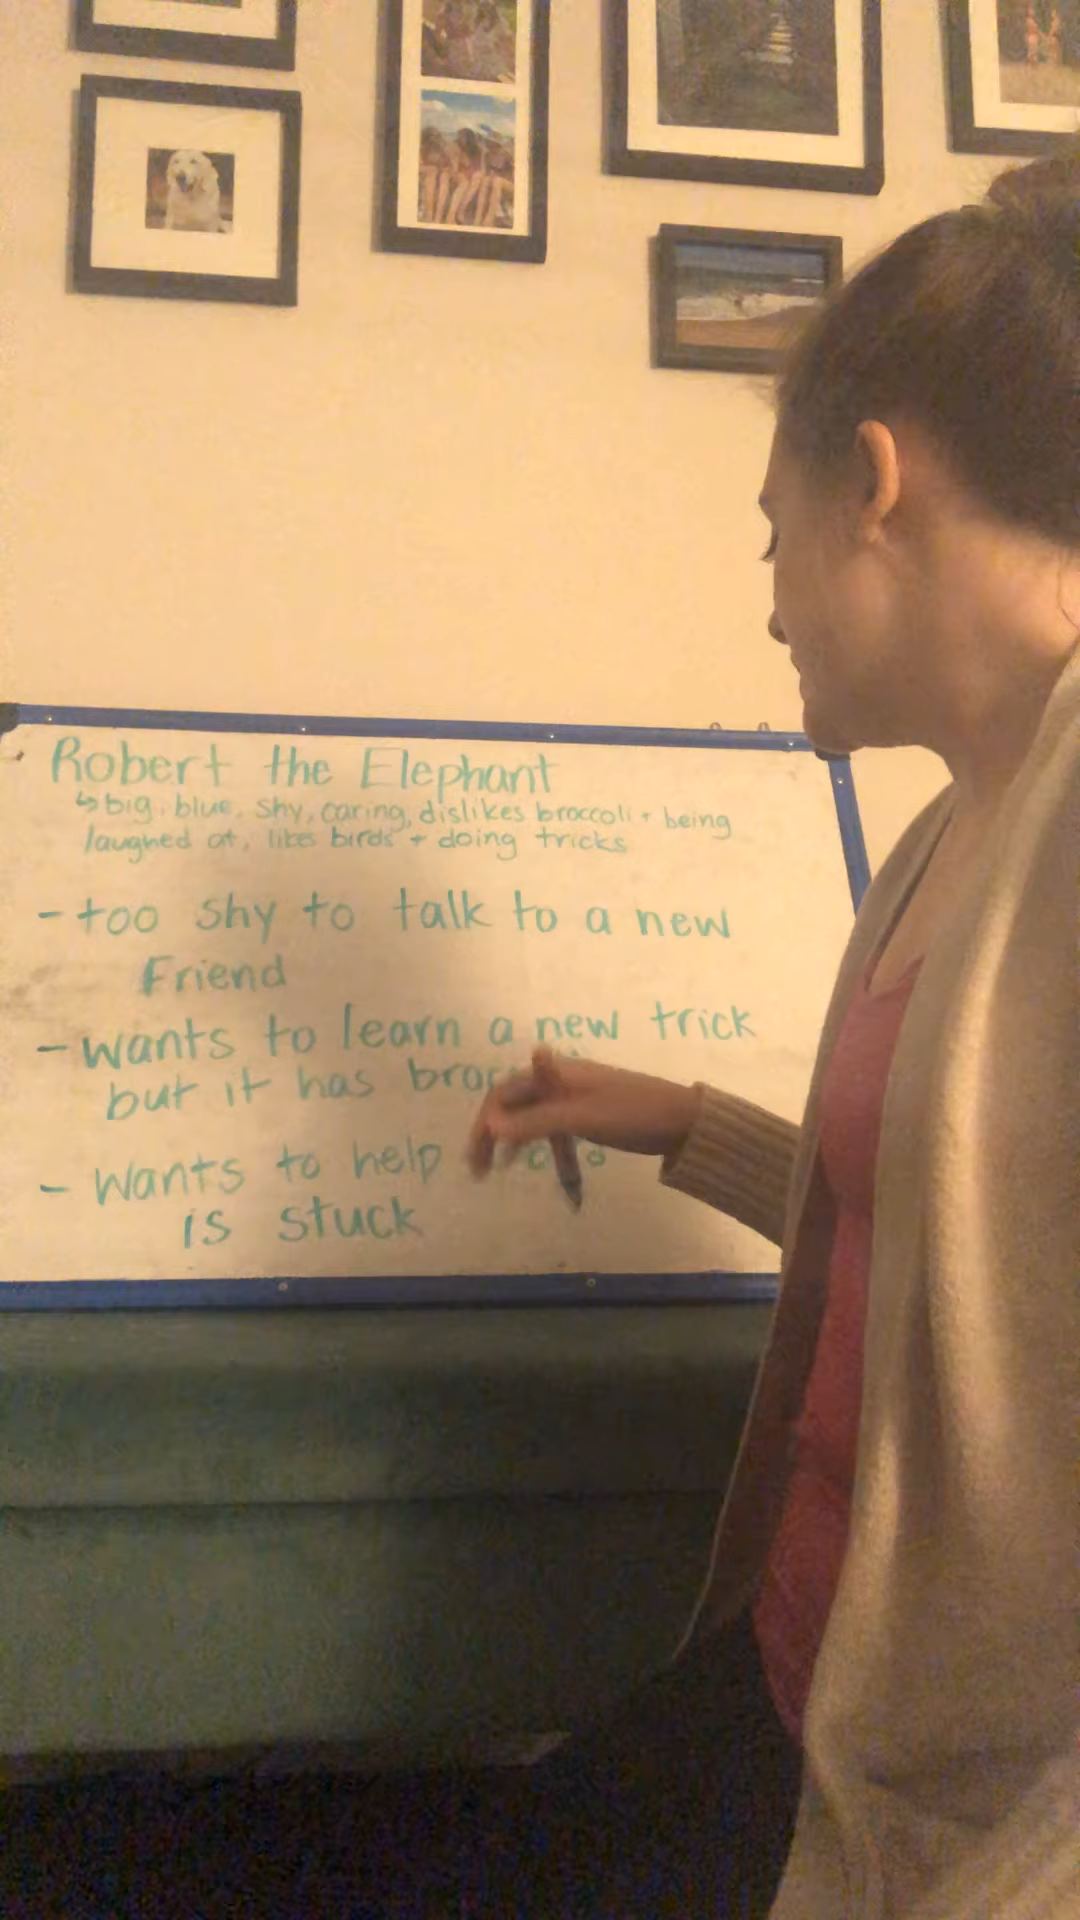 Robert the Elephant
↳ big, blue, shy, caring, dislikes broccoli + being
laughed at, likes birds + doing tricks
- too shy to talk to a new
Friend
- wants to learn a new trick
but it has
- wants to help
is stuck